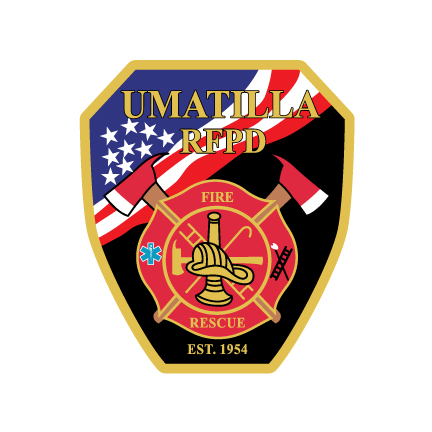 UMATILLA
RFPD
FIRE
RESCUE
EST. 1954